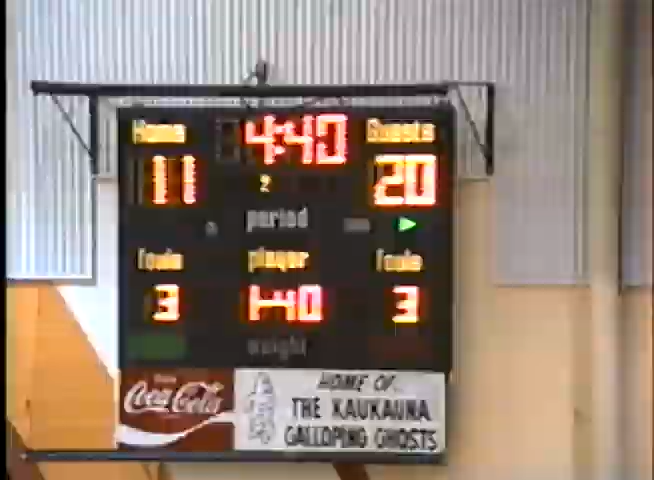 Home 4:40 Guests
11 2 20
period
fouls player fouls
3 1-40 3
weight
Coca-Cola
HOME OF..
THE KAUKAUNA
GALLOPING GHOSTS